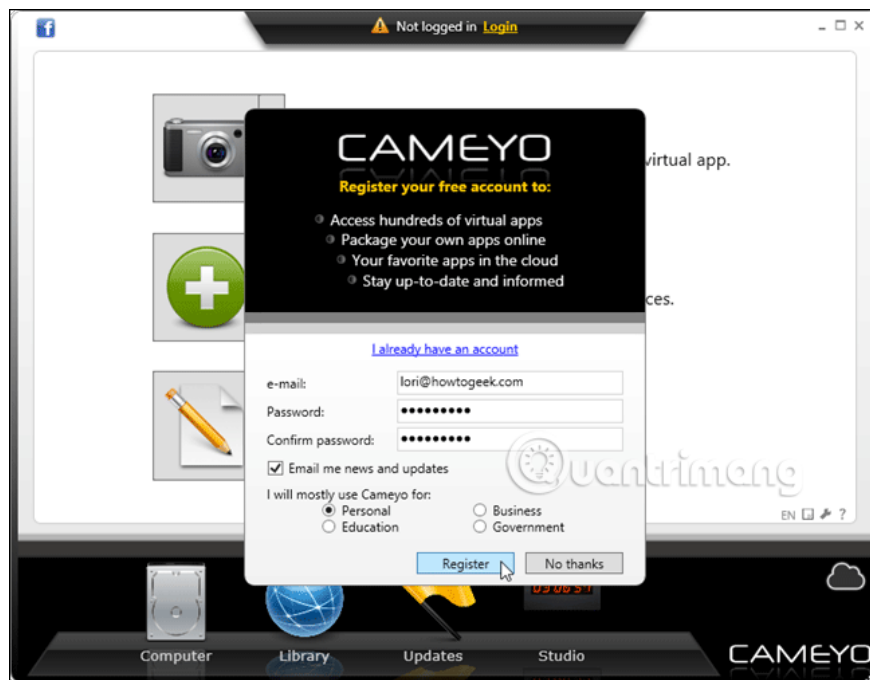 Not logged in Login
virtual app.
CAMEYO
Register your free account to:
Access hundreds of virtual apps
Package your own apps online
Your favorite apps in the cloud
Stay up-to-date and informed
ces.
I already have an account
e-mail: lori@howtogeek.com
Password: •••••••••
Confirm password: •••••••••
Email me news and updates
Quantrimang
I will mostly use Cameyo for:
Personal Business
Education Government
EN ?
Register No thanks
Computer Library Updates Studio
CAMEYO